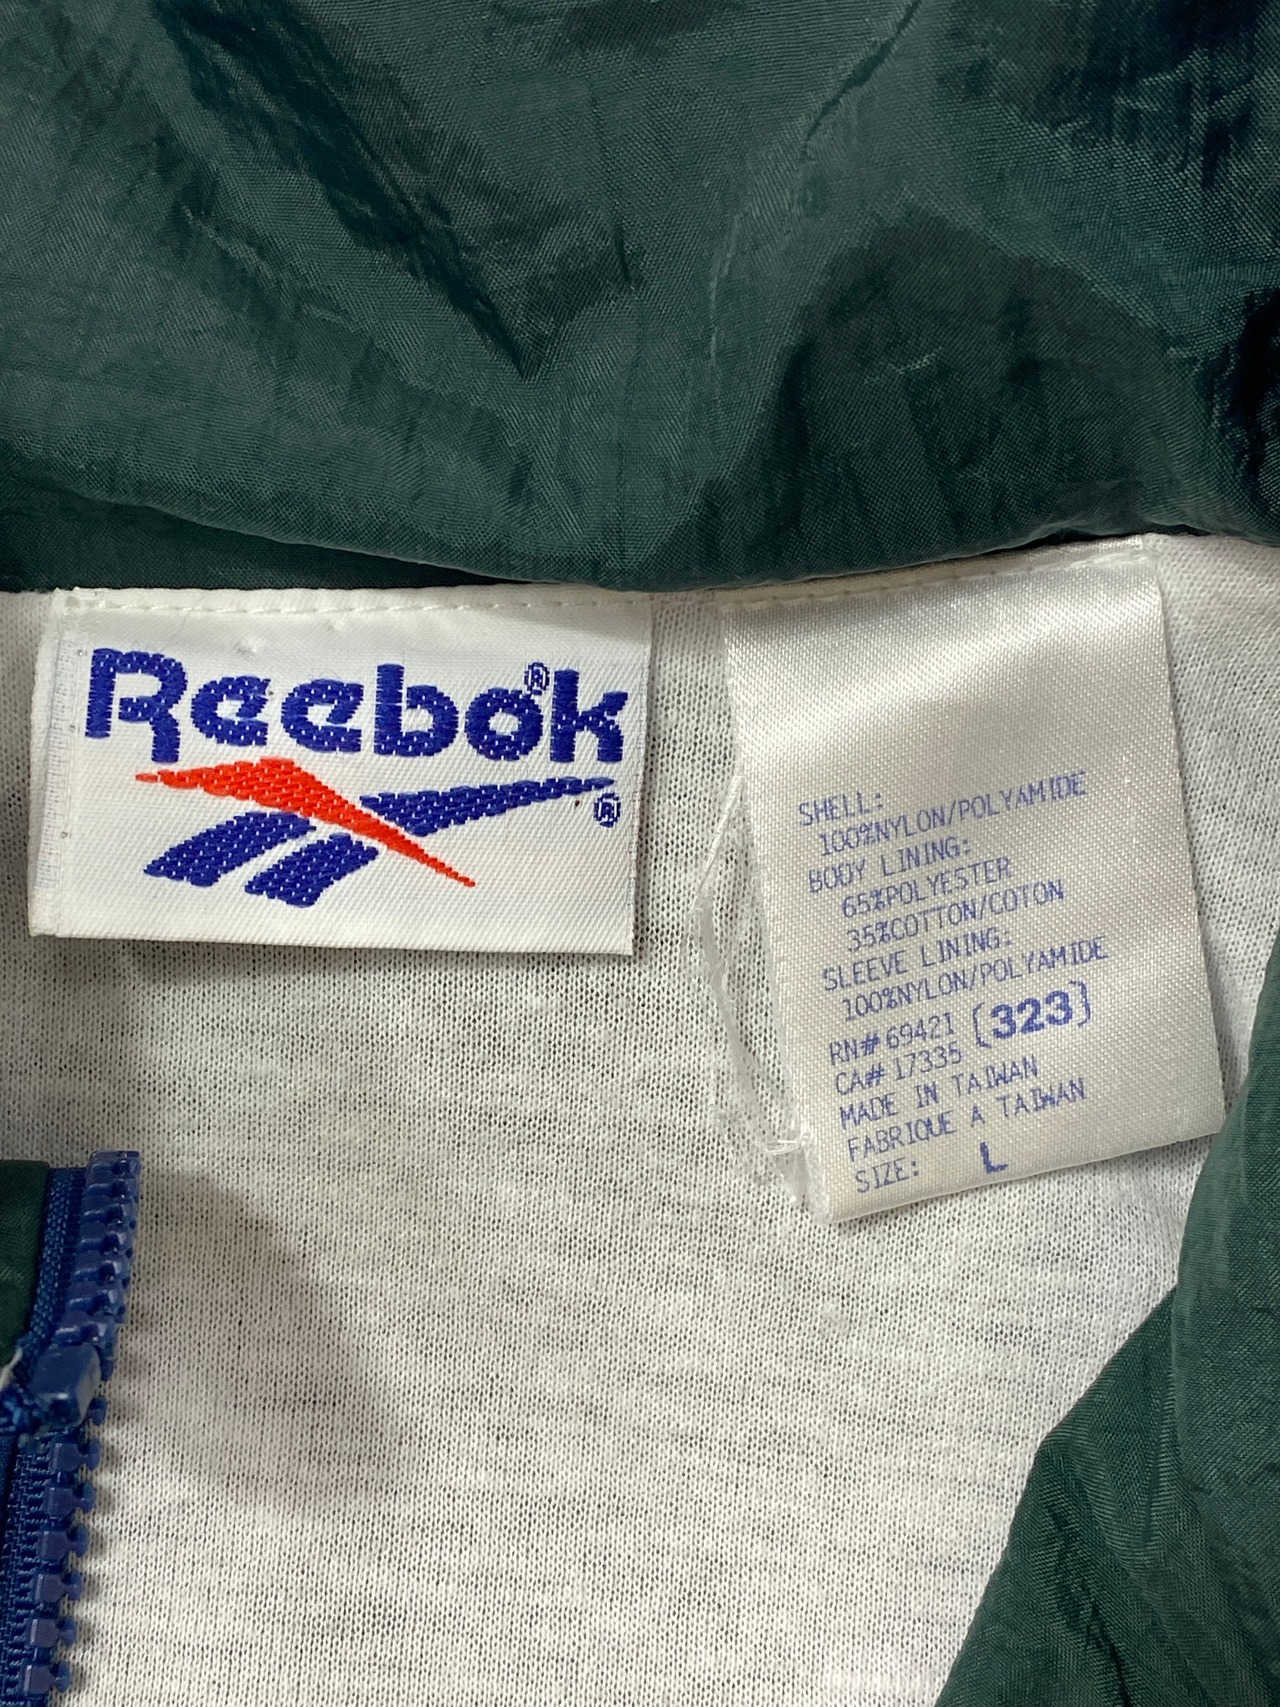 Reebok®
®
SHELL:
100%NYLON/POLYAMIDE
BODY LINING:
65%POLYESTER
35%COTTON/COTON
SLEEVE LINING:
100%NYLON/POLYAMIDE
RN# 69421 [323]
CA# 17335
MADE IN TAIWAN
FABRIQUE A TAIWAN
SIZE: L